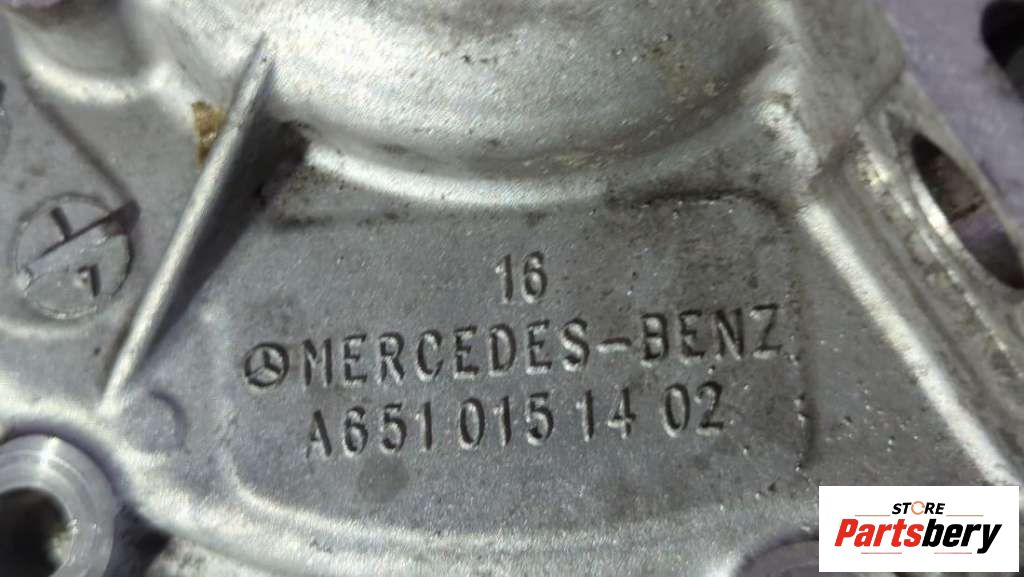 16
MERCEDES-BENZ
A651 015 14 02
STORE
Partsbery